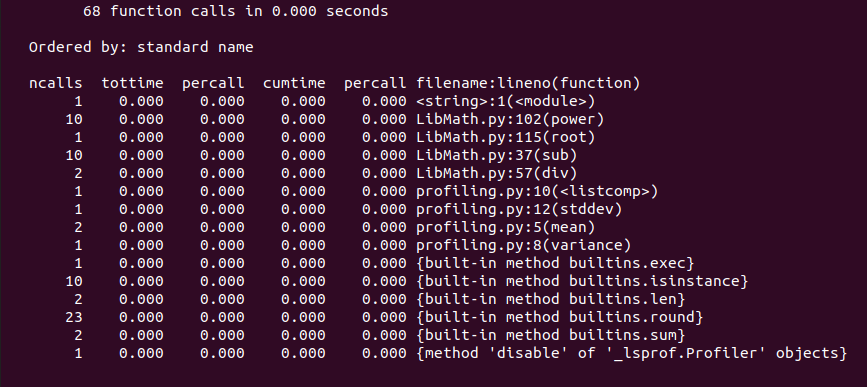 68 function calls in 0.000 seconds
Ordered by: standard name
ncalls  tottime  percall  cumtime  percall filename:lineno(function)
1    0.000    0.000    0.000    0.000 <string>:1(<module>)
10    0.000    0.000    0.000    0.000 LibMath.py:102(power)
1    0.000    0.000    0.000    0.000 LibMath.py:115(root)
10    0.000    0.000    0.000    0.000 LibMath.py:37(sub)
2    0.000    0.000    0.000    0.000 LibMath.py:57(div)
1    0.000    0.000    0.000    0.000 profiling.py:10(<listcomp>)
1    0.000    0.000    0.000    0.000 profiling.py:12(stddev)
2    0.000    0.000    0.000    0.000 profiling.py:5(mean)
1    0.000    0.000    0.000    0.000 profiling.py:8(variance)
1    0.000    0.000    0.000    0.000 {built-in method builtins.exec}
10    0.000    0.000    0.000    0.000 {built-in method builtins.isinstance}
2    0.000    0.000    0.000    0.000 {built-in method builtins.len}
23    0.000    0.000    0.000    0.000 {built-in method builtins.round}
2    0.000    0.000    0.000    0.000 {built-in method builtins.sum}
1    0.000    0.000    0.000    0.000 {method 'disable' of '_lsprof.Profiler' objects}